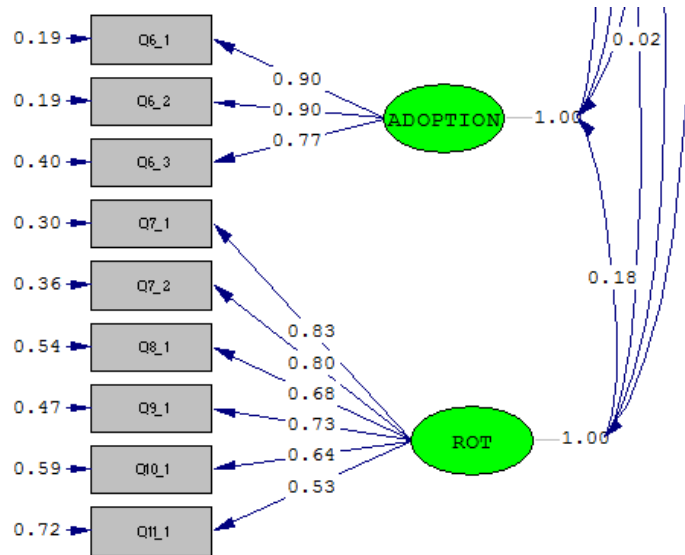 0.19 Q6_1 0.02
0.90
0.19 Q6_2 0.90 ADOPTION 1.00
0.77
0.40 Q6_3
0.30 Q7_1
0.36 Q7_2 0.18
0.83
0.54 Q8_1 0.80
0.68
0.47 Q9_1 0.73 ROT 1.00
0.64
0.59 Q10_1 0.53
0.72 Q11_1